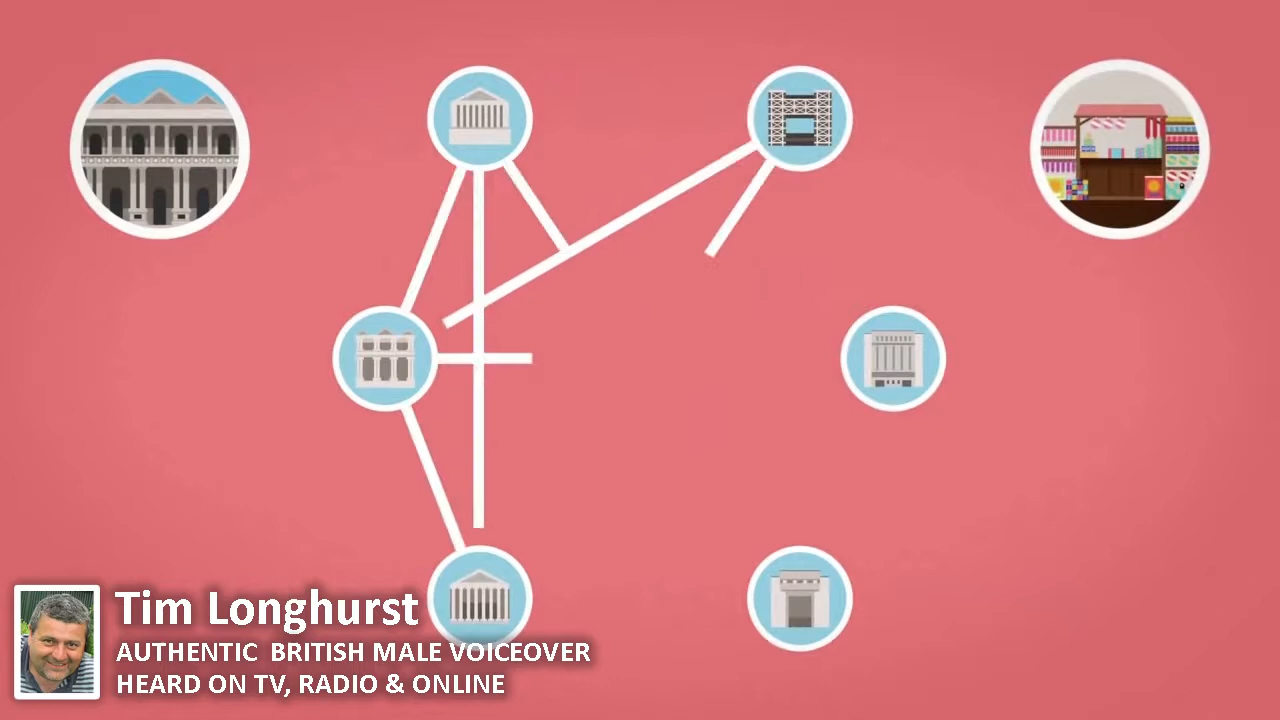 Tim Longhurst
AUTHENTIC BRITISH MALE VOICEOVER
HEARD ON TV, RADIO & ONLINE